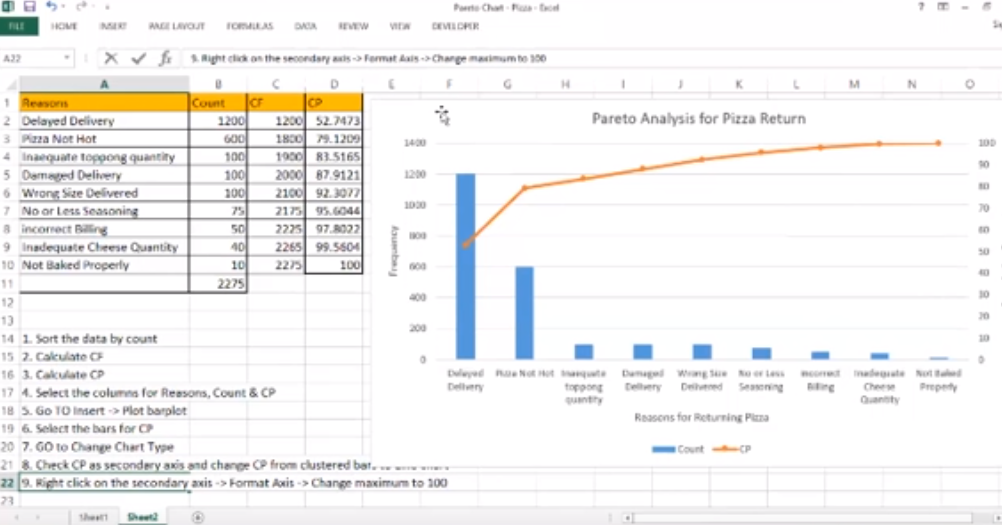 Pareto Chart - Pizza - Excel
FILE HOME INSERT PAGE LAYOUT FORMULAS DATA REVIEW VIEW DEVELOPER
A22 fx 9. Right click on the secondary axis -> Format Axis -> Change maximum to 100
A B C D E F G H I J K L M N O
1 Reasons Count CF CP
2 Delayed Delivery 1200 1200 52.7473
3 Pizza Not Hot 600 1800 79.1209
4 Inaequate toppong quantity 100 1900 83.5165
5 Damaged Delivery 100 2000 87.9121
6 Wrong Size Delivered 100 2100 92.3077
7 No or Less Seasoning 75 2175 95.6044
8 incorrect Billing 50 2225 97.8022
9 Inadequate Cheese Quantity 40 2265 99.5604
10 Not Baked Properly 10 2275 100
11 2275
12
13
14 1. Sort the data by count
15 2. Calculate CF
16 3. Calculate CP
17 4. Select the columns for Reasons, Count & CP
18 5. Go TO Insert -> Plot barplot
19 6. Select the bars for CP
20 7. GO to Change Chart Type
21 8. Check CP as secondary axis and change CP from clustered bar
22 9. Right click on the secondary axis -> Format Axis -> Change maximum to 100
23
Pareto Analysis for Pizza Return
1400
1200
1000
800
600
400
200
0
Frequency
100
90
80
70
60
50
40
30
20
10
0
Delayed Delivery
Pizza Not Hot
Inaequate toppong quantity
Damaged Delivery
Wrong Size Delivered
No or Less Seasoning
incorrect Billing
Inadequate Cheese Quantity
Not Baked Properly
Reasons for Returning Pizza
Count CP
Sheet1 Sheet2